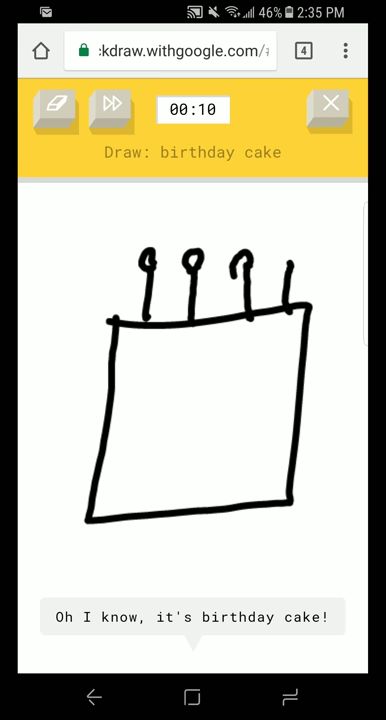 46% 2:35 PM
:kdraw.withgoogle.com/#
4
00:10
Draw: birthday cake
Oh I know, it's birthday cake!